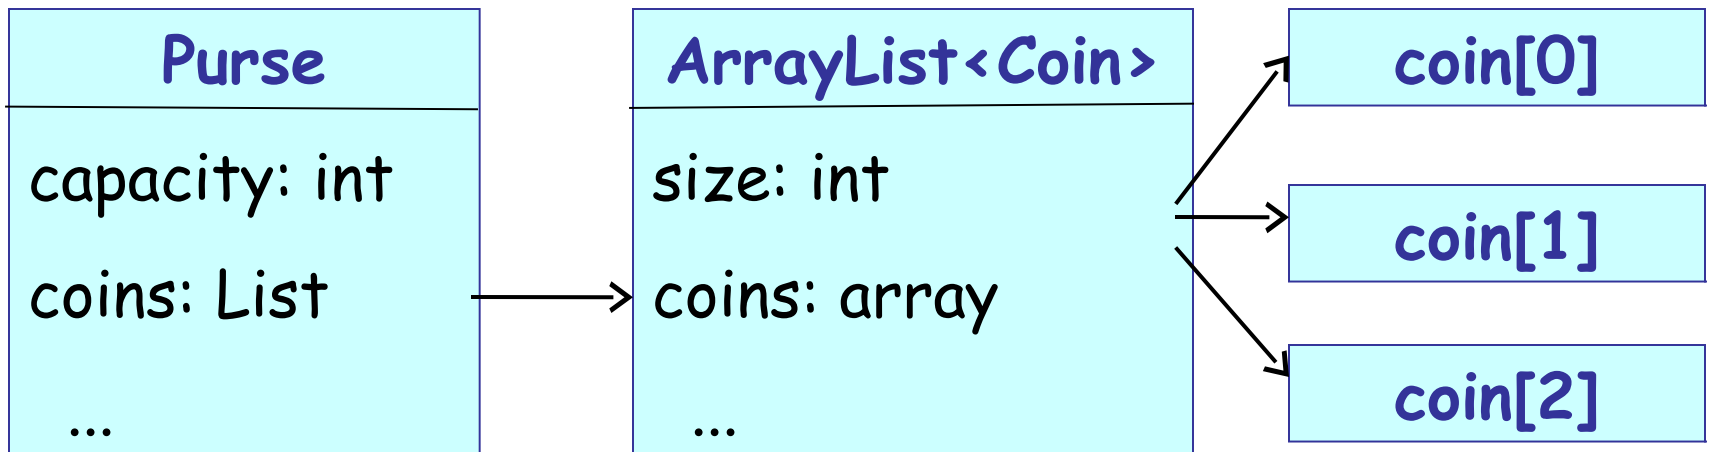 Purse
capacity: int
coins: List
...
ArrayList<Coin>
size: int
coins: array
...
coin[0]
coin[1]
coin[2]